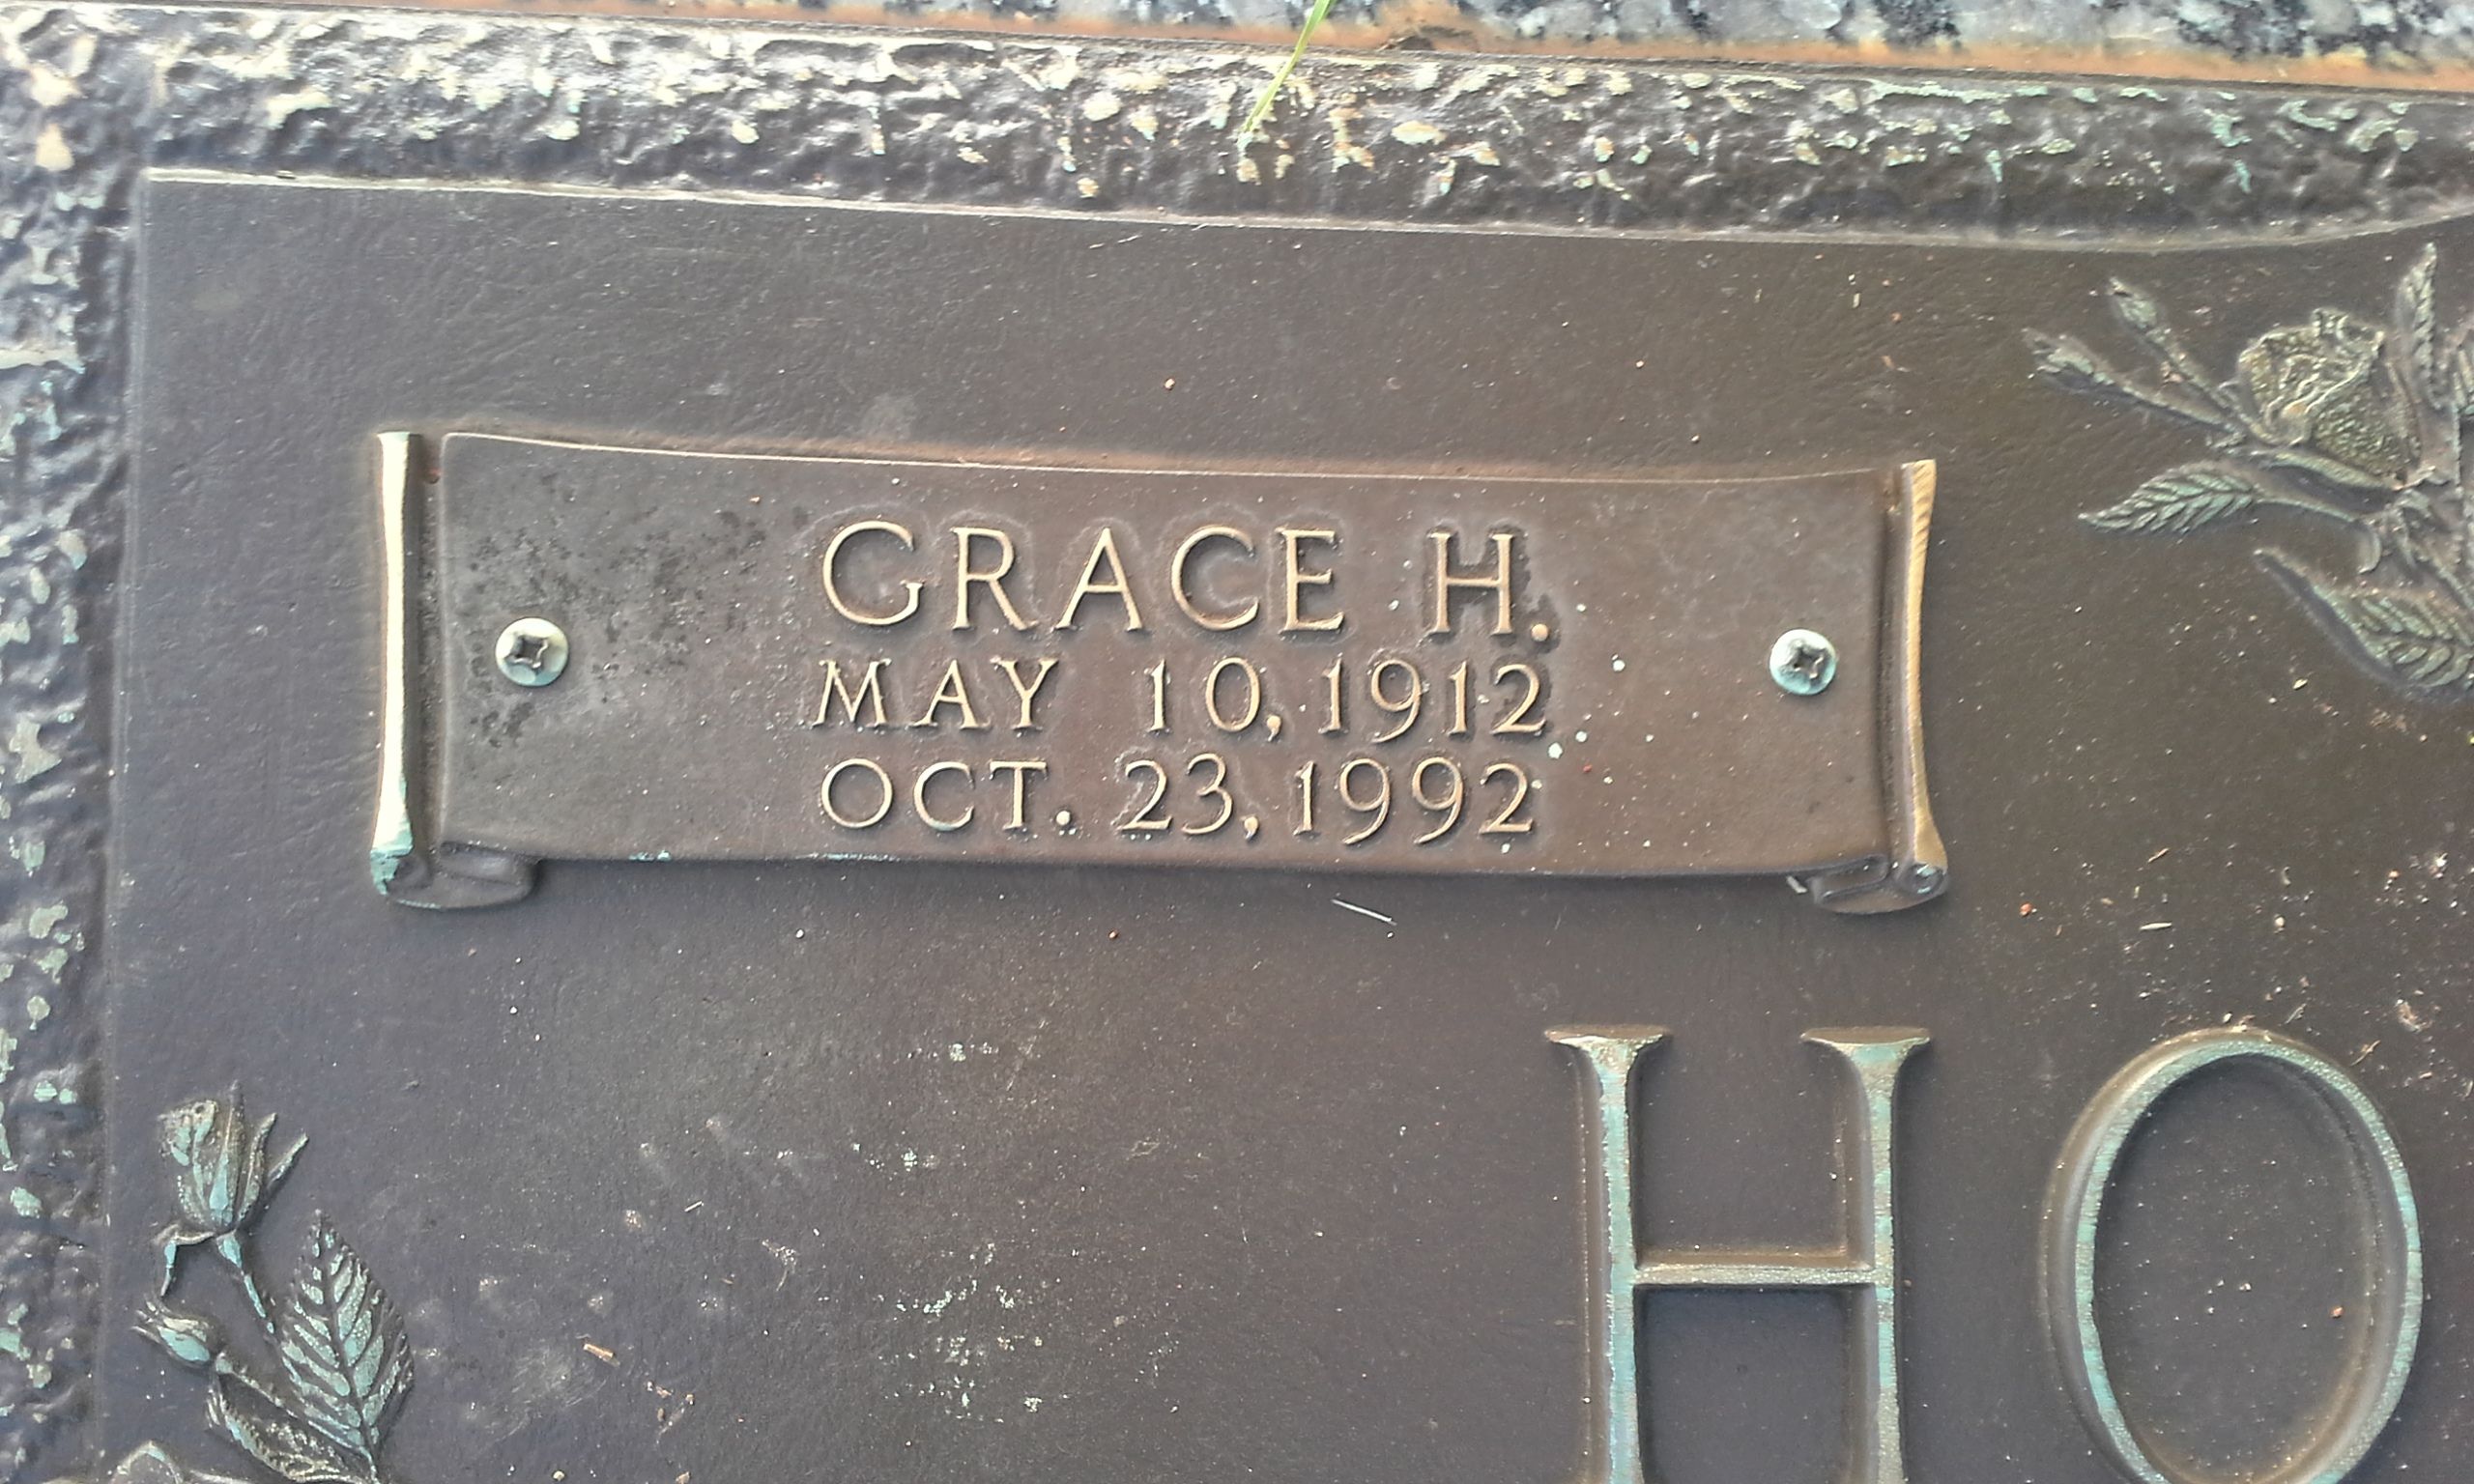 GRACE H.
MAY 10, 1912
OCT. 23, 1992
HO